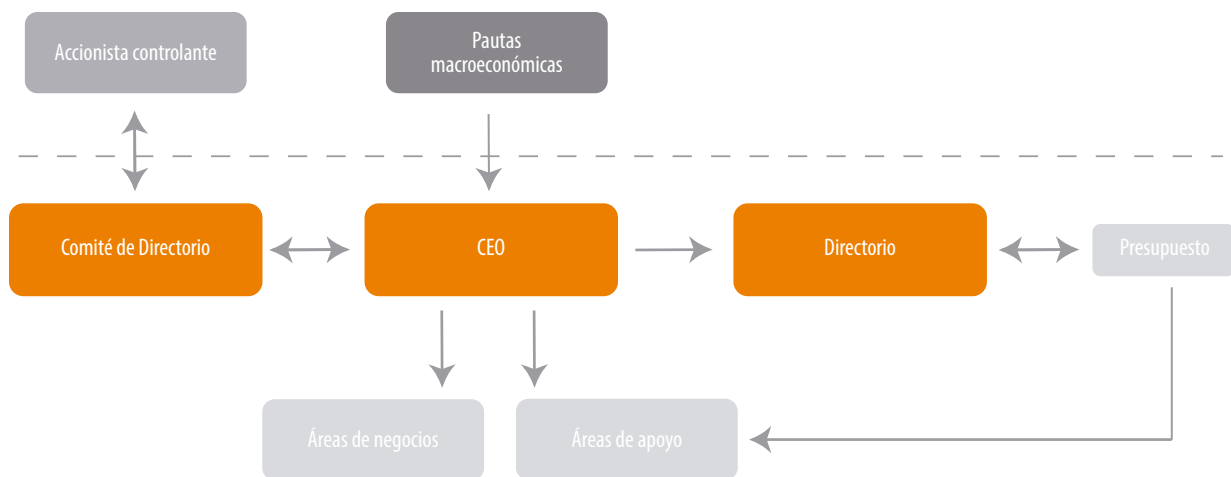 Accionista controlante
Pautas
macroeconómicas
Comité de Directorio
CEO
Directorio
Presupuesto
Áreas de negocios
Áreas de apoyo